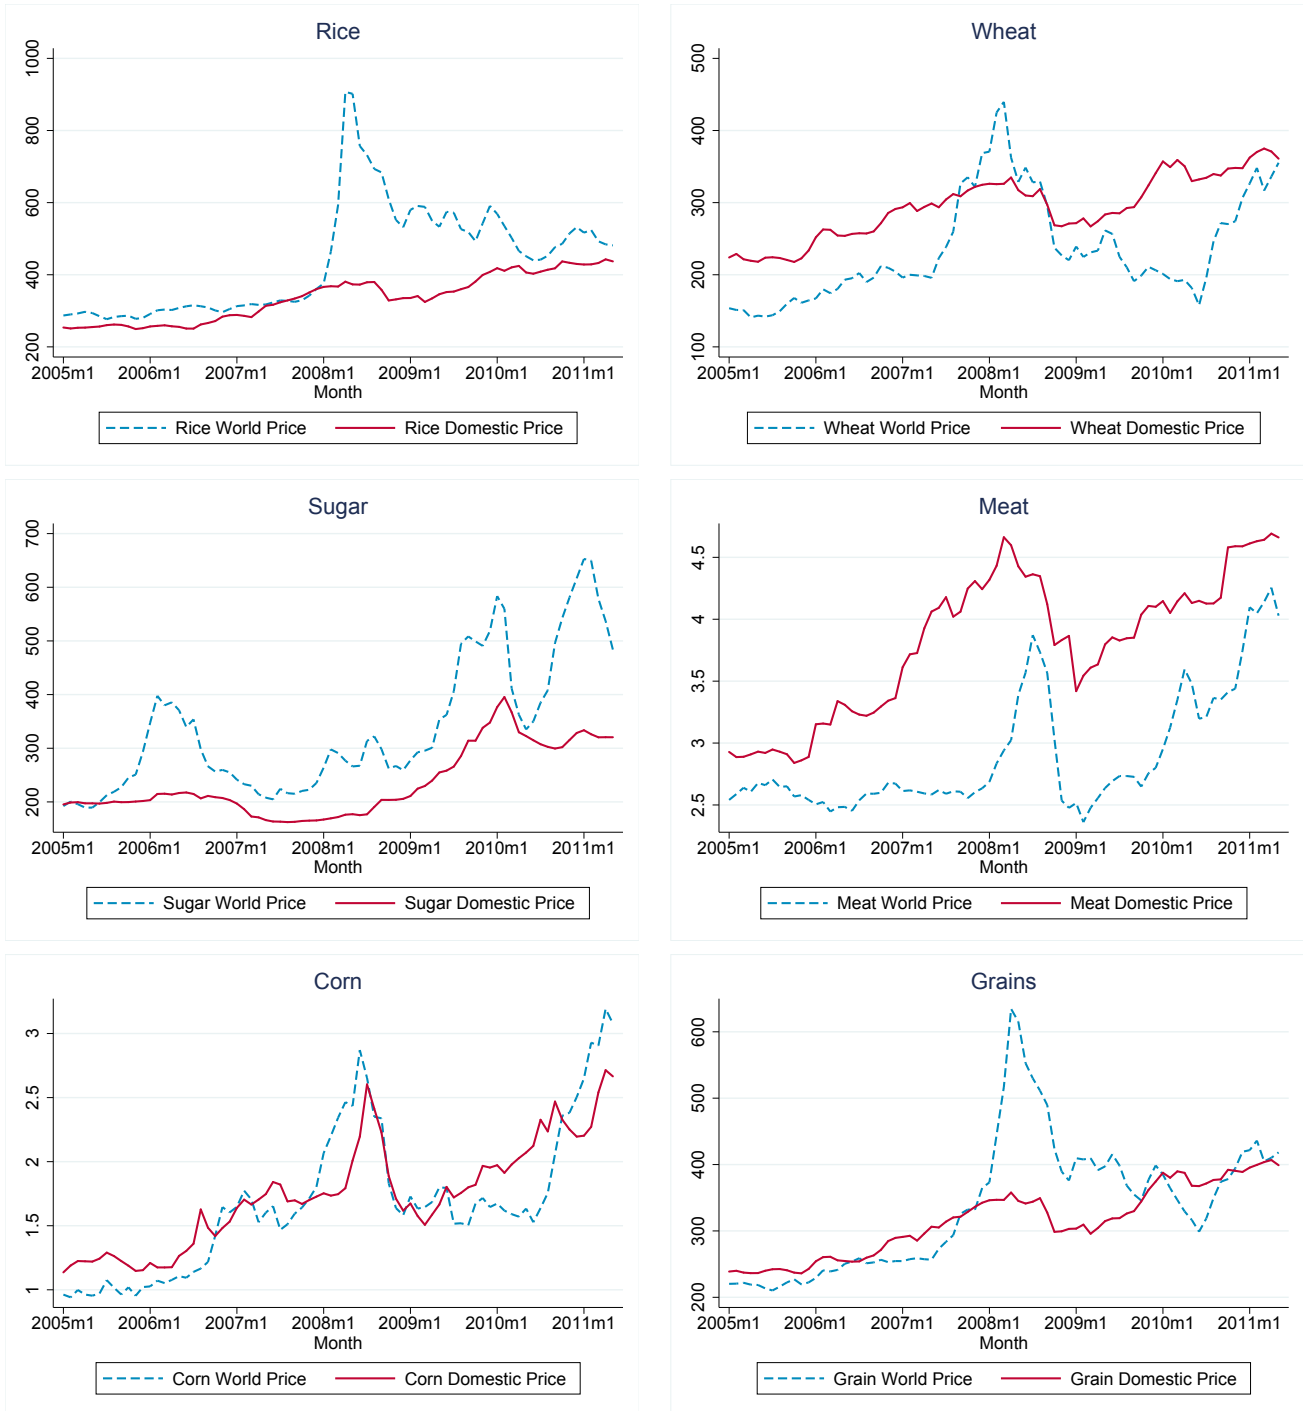 Rice
1000
800
600
400
200
2005m1 2006m1 2007m1 2008m1 2009m1 2010m1 2011m1
Month
Rice World Price Rice Domestic Price
Wheat
500
400
300
200
100
2005m1 2006m1 2007m1 2008m1 2009m1 2010m1 2011m1
Month
Wheat World Price Wheat Domestic Price
Sugar
700
600
500
400
300
200
2005m1 2006m1 2007m1 2008m1 2009m1 2010m1 2011m1
Month
Sugar World Price Sugar Domestic Price
Meat
4.5
4
3.5
3
2.5
2005m1 2006m1 2007m1 2008m1 2009m1 2010m1 2011m1
Month
Meat World Price Meat Domestic Price
Corn
3
2.5
2
1.5
1
2005m1 2006m1 2007m1 2008m1 2009m1 2010m1 2011m1
Month
Corn World Price Corn Domestic Price
Grains
600
500
400
300
200
2005m1 2006m1 2007m1 2008m1 2009m1 2010m1 2011m1
Month
Grain World Price Grain Domestic Price